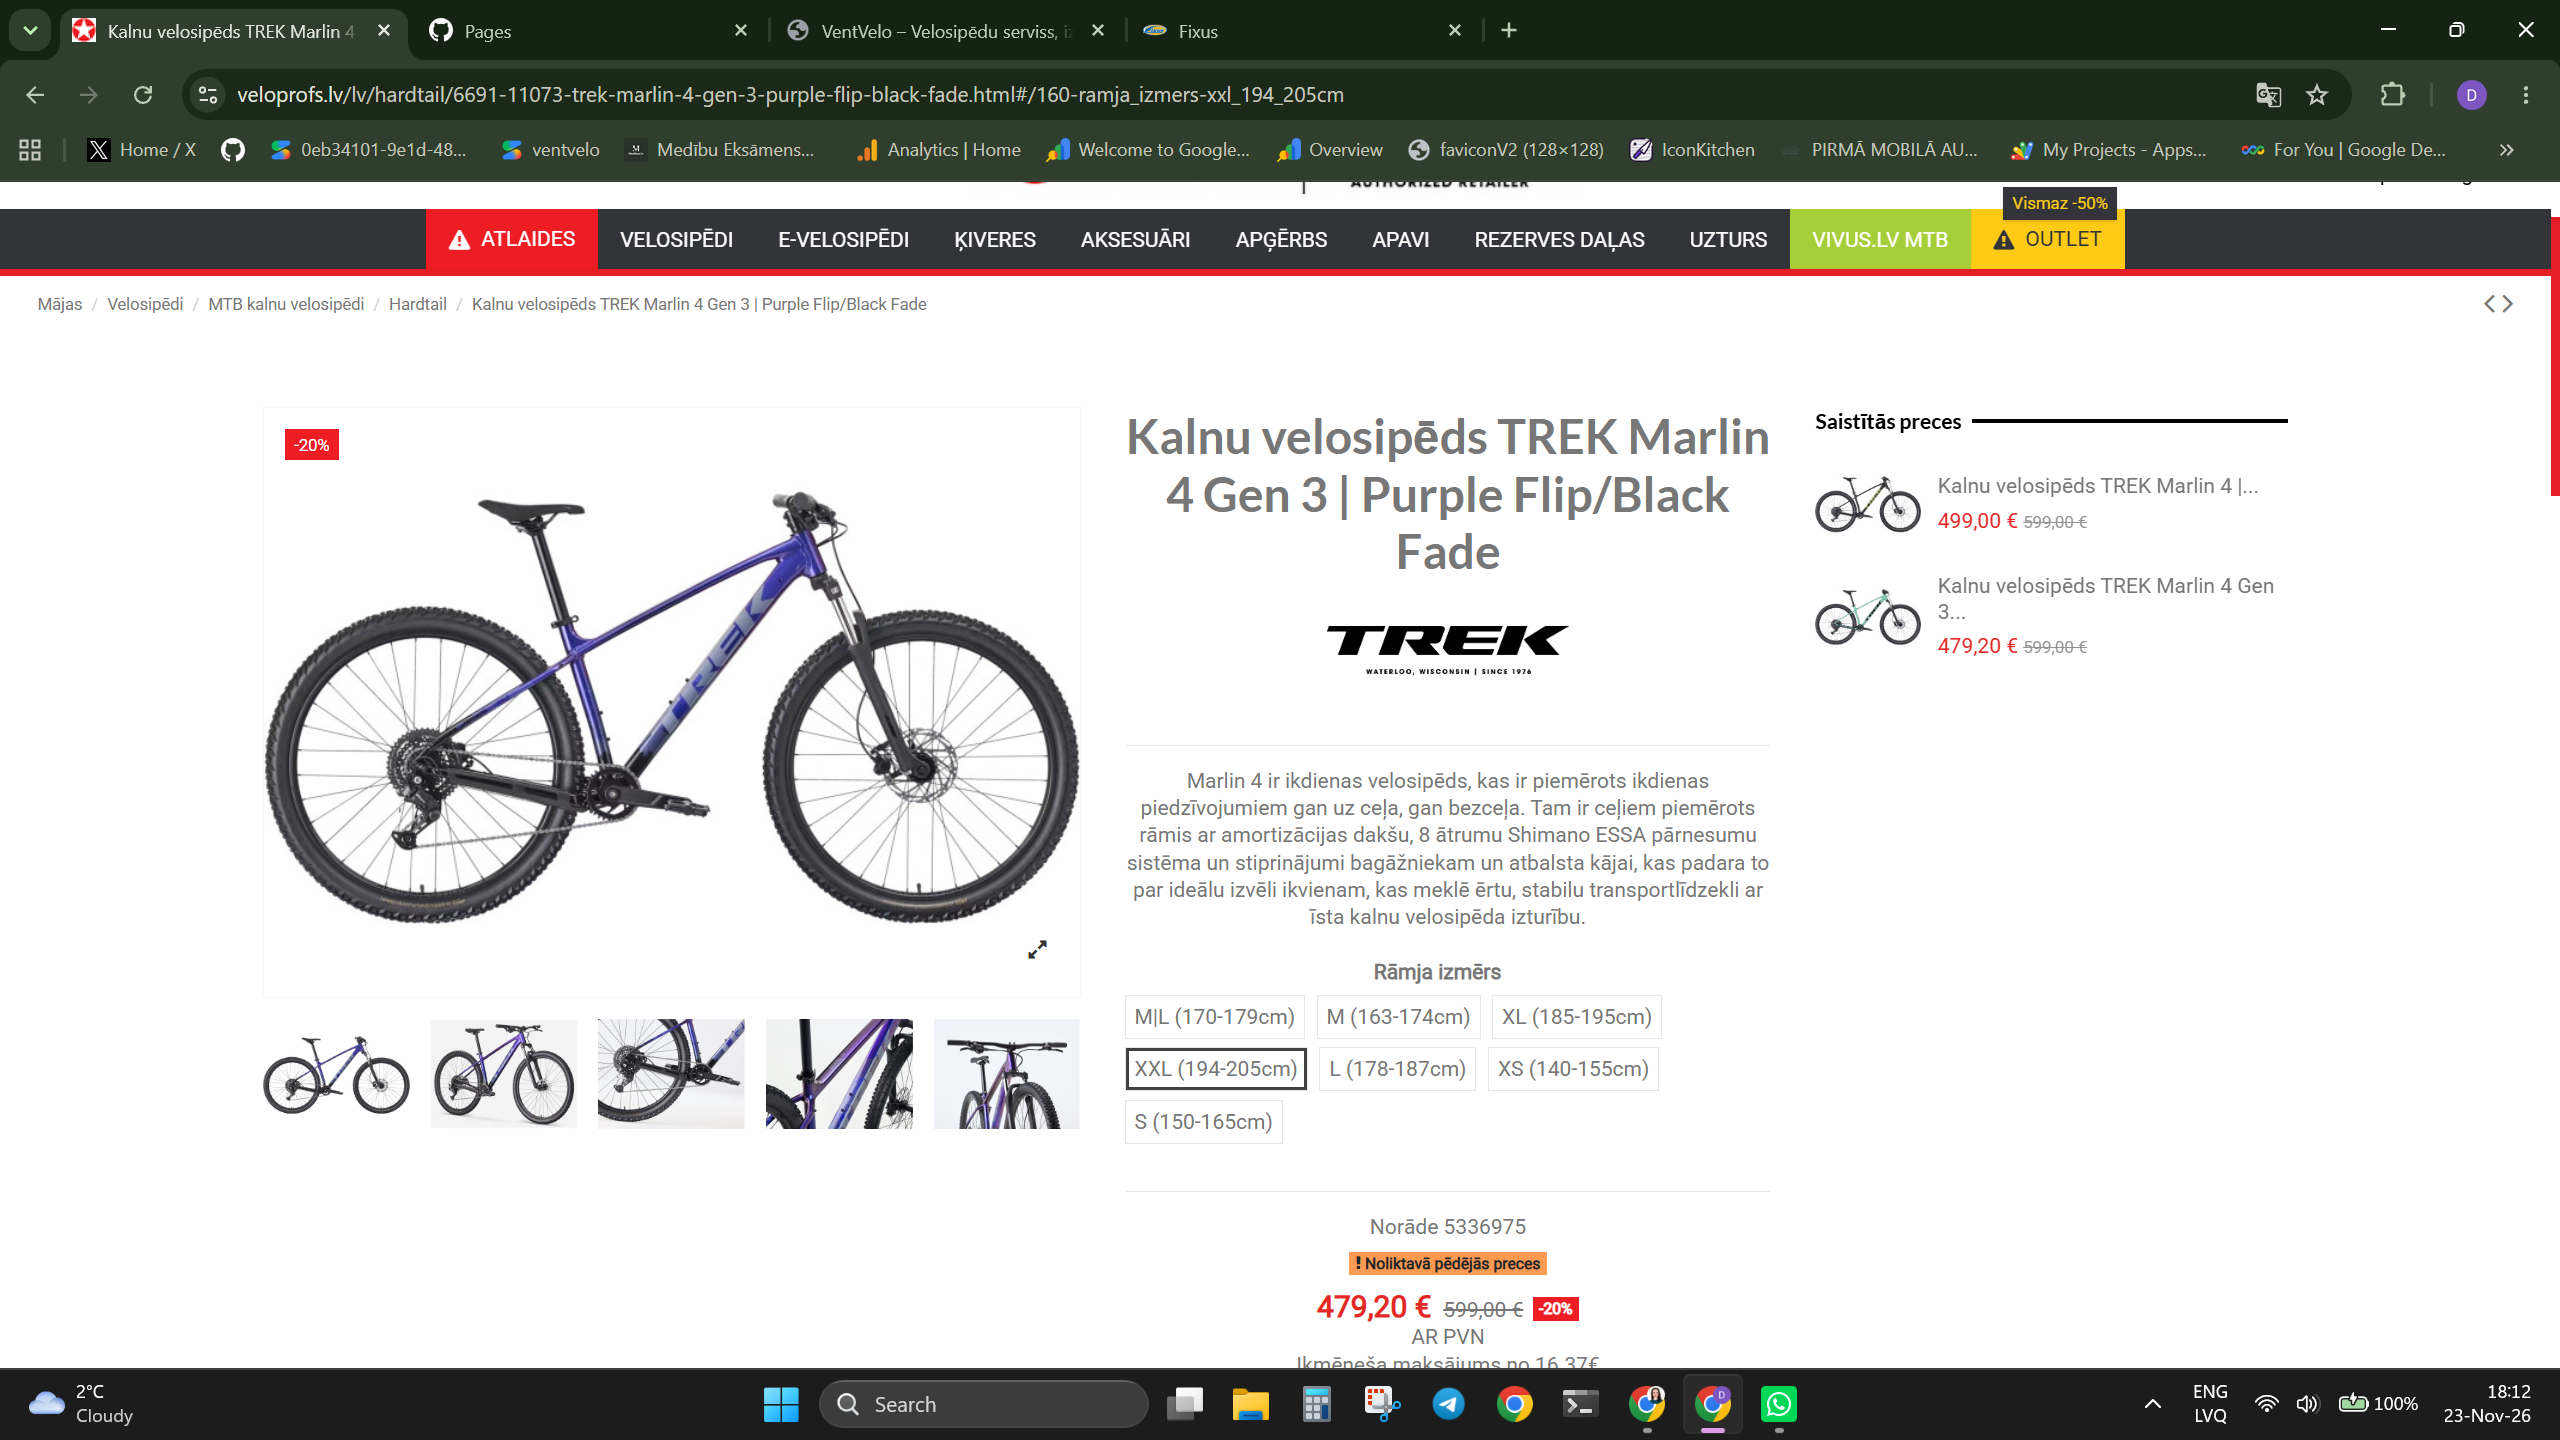 Kalnu velosipēds TREK Marlin 4
Pages
VentVelo – Velosipēdu serviss, iz
Fixus
veloprofs.lv/lv/hardtail/6691-11073-trek-marlin-4-gen-3-purple-flip-black-fade.html#/160-ramja_izmers-xxl_194_205cm
D
Home / X
0eb34101-9e1d-48...
ventvelo
Medību Eksāmens...
Analytics | Home
Welcome to Google...
Overview
faviconV2 (128×128)
IconKitchen
PIRMĀ MOBILĀ AU...
My Projects - Apps...
For You | Google De...
AUTHORIZED RETAILER
Vismaz -50%
ATLAIDES
VELOSIPĒDI
E-VELOSIPĒDI
ĶIVERES
AKSESUĀRI
APĢĒRBS
APAVI
REZERVES DAĻAS
UZTURS
VIVUS.LV MTB
OUTLET
Mājas / Velosipēdi / MTB kalnu velosipēdi / Hardtail / Kalnu velosipēds TREK Marlin 4 Gen 3 | Purple Flip/Black Fade
-20%
TREK
Kalnu velosipēds TREK Marlin
4 Gen 3 | Purple Flip/Black
Fade
TREK
WATERLOO, WISCONSIN | SINCE 1976
Marlin 4 ir ikdienas velosipēds, kas ir piemērots ikdienas
piedzīvojumiem gan uz ceļa, gan bezceļa. Tam ir ceļiem piemērots
rāmis ar amortizācijas dakšu, 8 ātrumu Shimano ESSA pārnesumu
sistēma un stiprinājumi bagāžniekam un atbalsta kājai, kas padara to
par ideālu izvēli ikvienam, kas meklē ērtu, stabilu transportlīdzekli ar
īsta kalnu velosipēda izturību.
Rāmja izmērs
M|L (170-179cm)
M (163-174cm)
XL (185-195cm)
XXL (194-205cm)
L (178-187cm)
XS (140-155cm)
S (150-165cm)
Norāde 5336975
! Noliktavā pēdējās preces
479,20 € 599,00 € -20%
AR PVN
Ikmēneša maksājums no 16.37€
Saistītās preces
Kalnu velosipēds TREK Marlin 4 |...
499,00 € 599,00 €
Kalnu velosipēds TREK Marlin 4 Gen
3...
479,20 € 599,00 €
2°C
Cloudy
Search
D
ENG
LVQ
100%
18:12
23-Nov-26